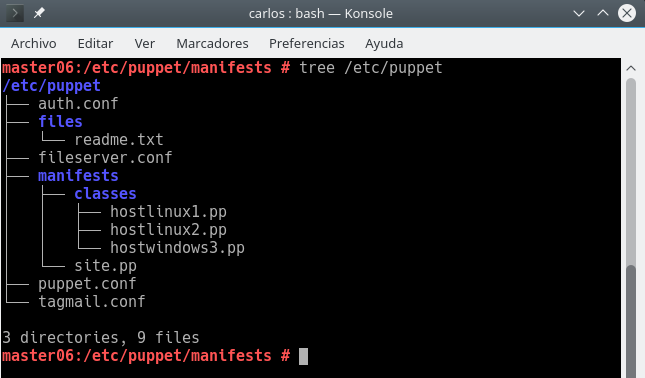 carlos : bash — Konsole
Archivo Editar Ver Marcadores Preferencias Ayuda
master06:/etc/puppet/manifests # tree /etc/puppet
/etc/puppet
├── auth.conf
├── files
│   └── readme.txt
├── fileserver.conf
├── manifests
│   ├── classes
│   │   ├── hostlinux1.pp
│   │   ├── hostlinux2.pp
│   │   └── hostwindows3.pp
│   └── site.pp
├── puppet.conf
└── tagmail.conf
3 directories, 9 files
master06:/etc/puppet/manifests #